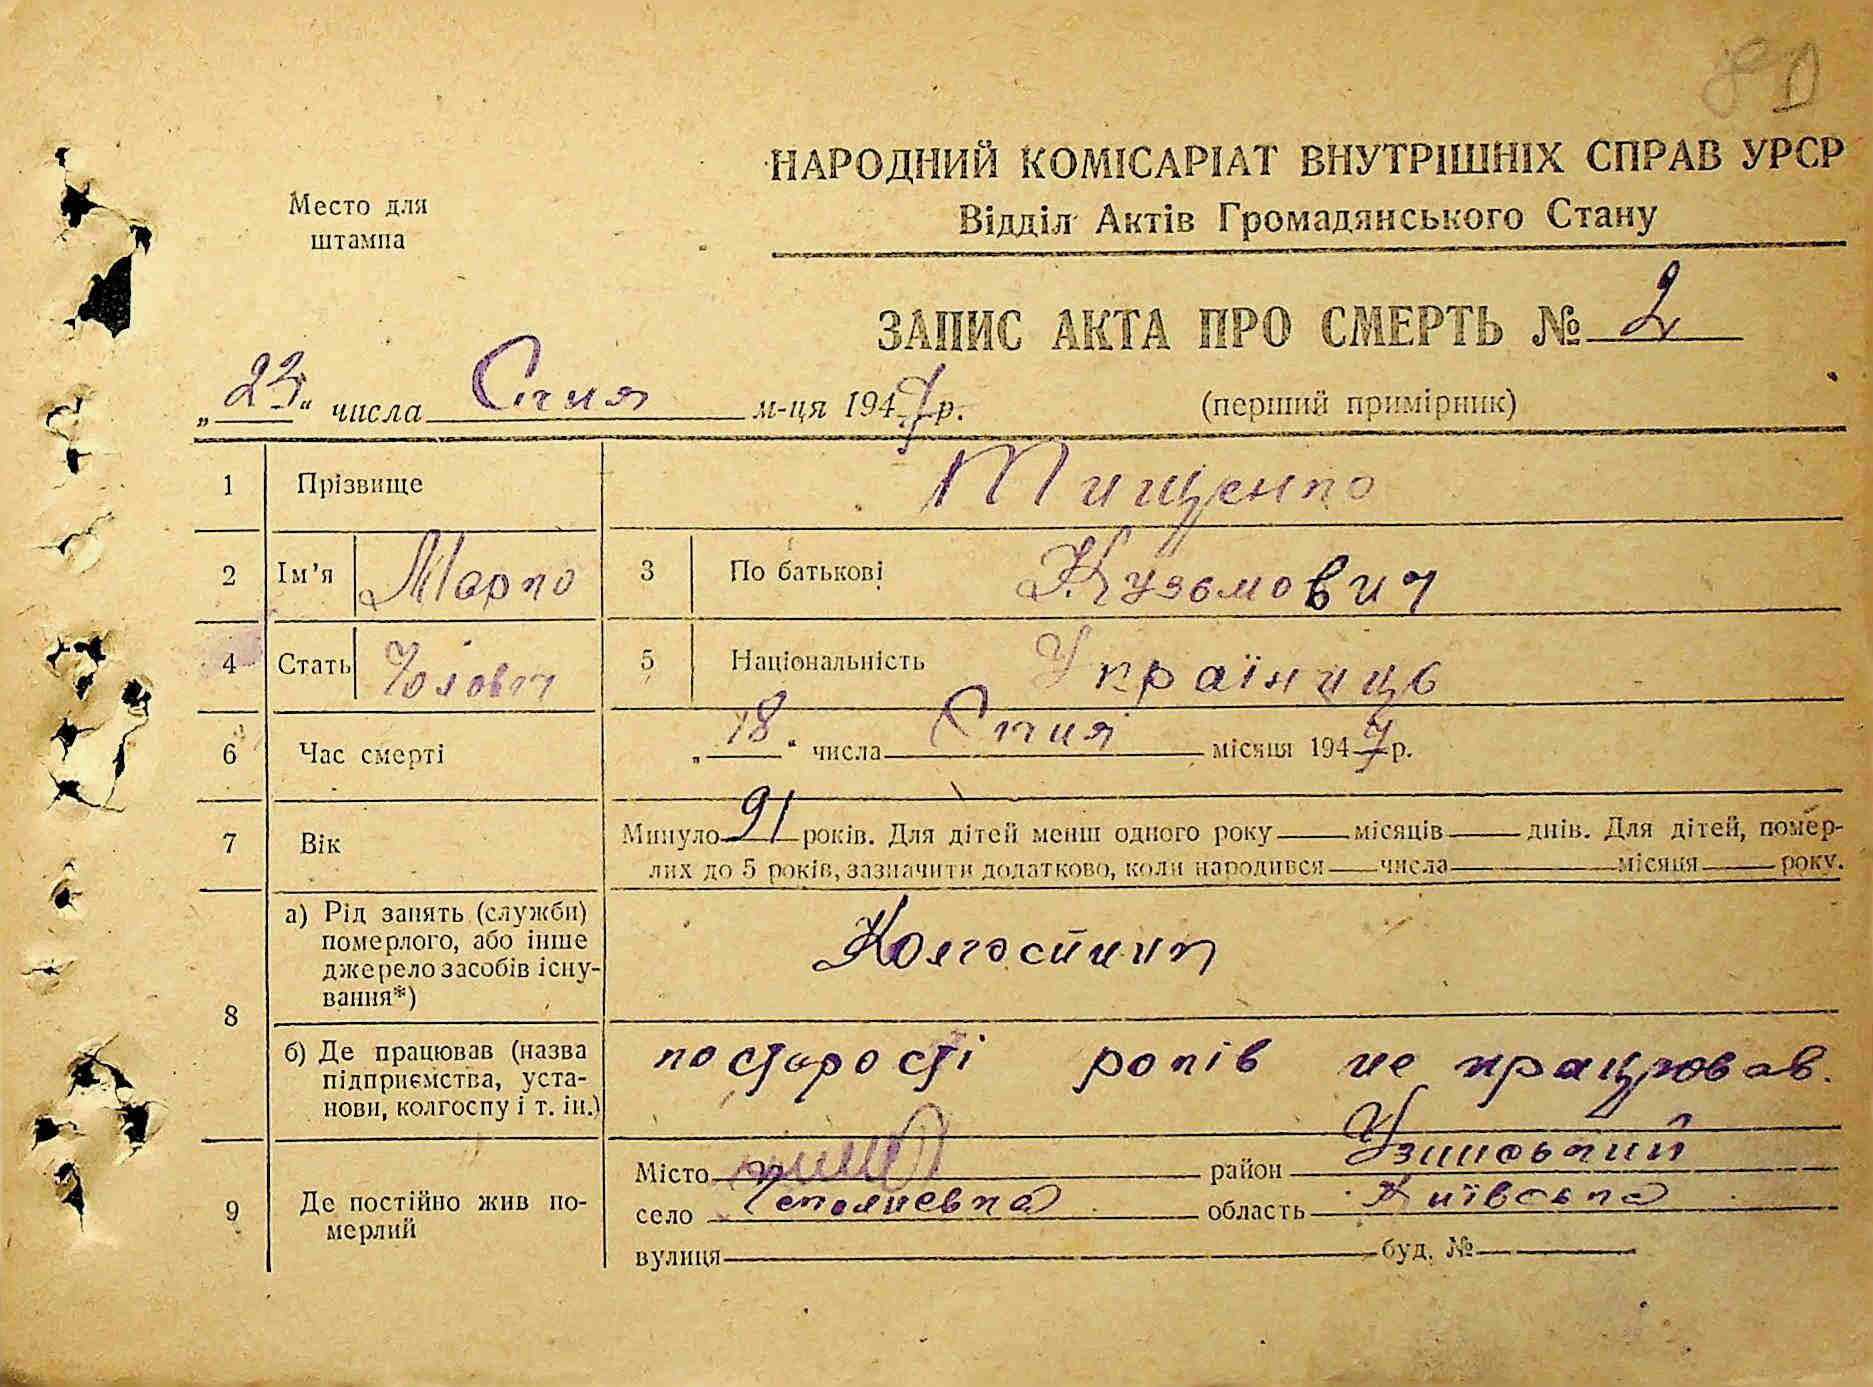 80
НАРОДНИЙ КОМІСАРІАТ ВНУТРІШНІХ СПРАВ УРСР
Место для штампа
Відділ Актів Громадянського Стану
ЗАПИС АКТА ПРО СМЕРТЬ № 2
„23“ числа Січня м-ця 1947 р.
(перший примірник)
1 Прізвище Тищенко
2 Ім'я Марко 3 По батькові Кузьмович
4 Стать Чолович 5 Національність Україниць
6 Час смерті „18“ числа Січня місяця 1947 р.
7 Вік Минуло 91 років. Для дітей менш одного року місяців днів. Для дітей, помер-
лих до 5 років, зазначити додатково, коли народився числа місяця року.
8 а) Рід занять (служби)
померлого, або інше
джерело засобів існу-
вання*) Колгоспник
б) Де працював (назва
підприємства, уста-
нови, колгоспу і т. ін.) по старості років не працював.
9 Де постійно жив по-
мерлий
Місто район Узинський
село область Київська
вулиця буд. №